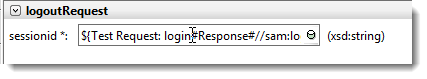 logoutRequest
sessionid *: ${Test Request: login#Response#//sam:lo (xsd:string)